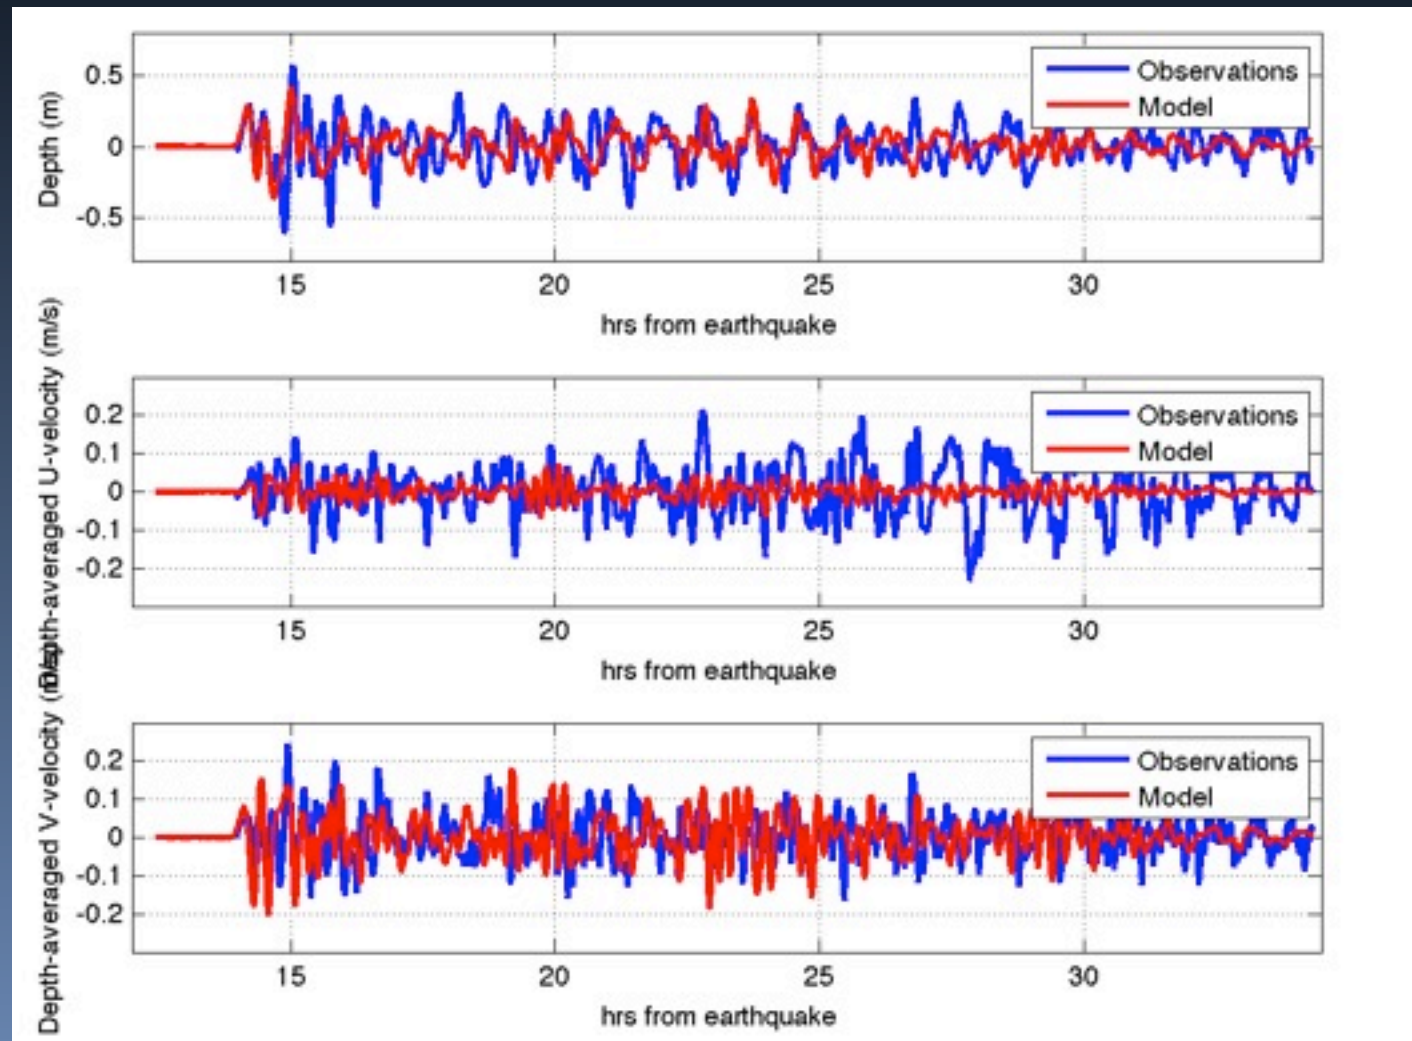 Depth (m)
0.5
0
-0.5
15
20
25
30
hrs from earthquake
Observations
Model
Depth-averaged U-velocity (m/s)
0.2
0.1
0
-0.1
-0.2
15
20
25
30
hrs from earthquake
Observations
Model
Depth-averaged V-velocity (m/s)
0.2
0.1
0
-0.1
-0.2
15
20
25
30
hrs from earthquake
Observations
Model